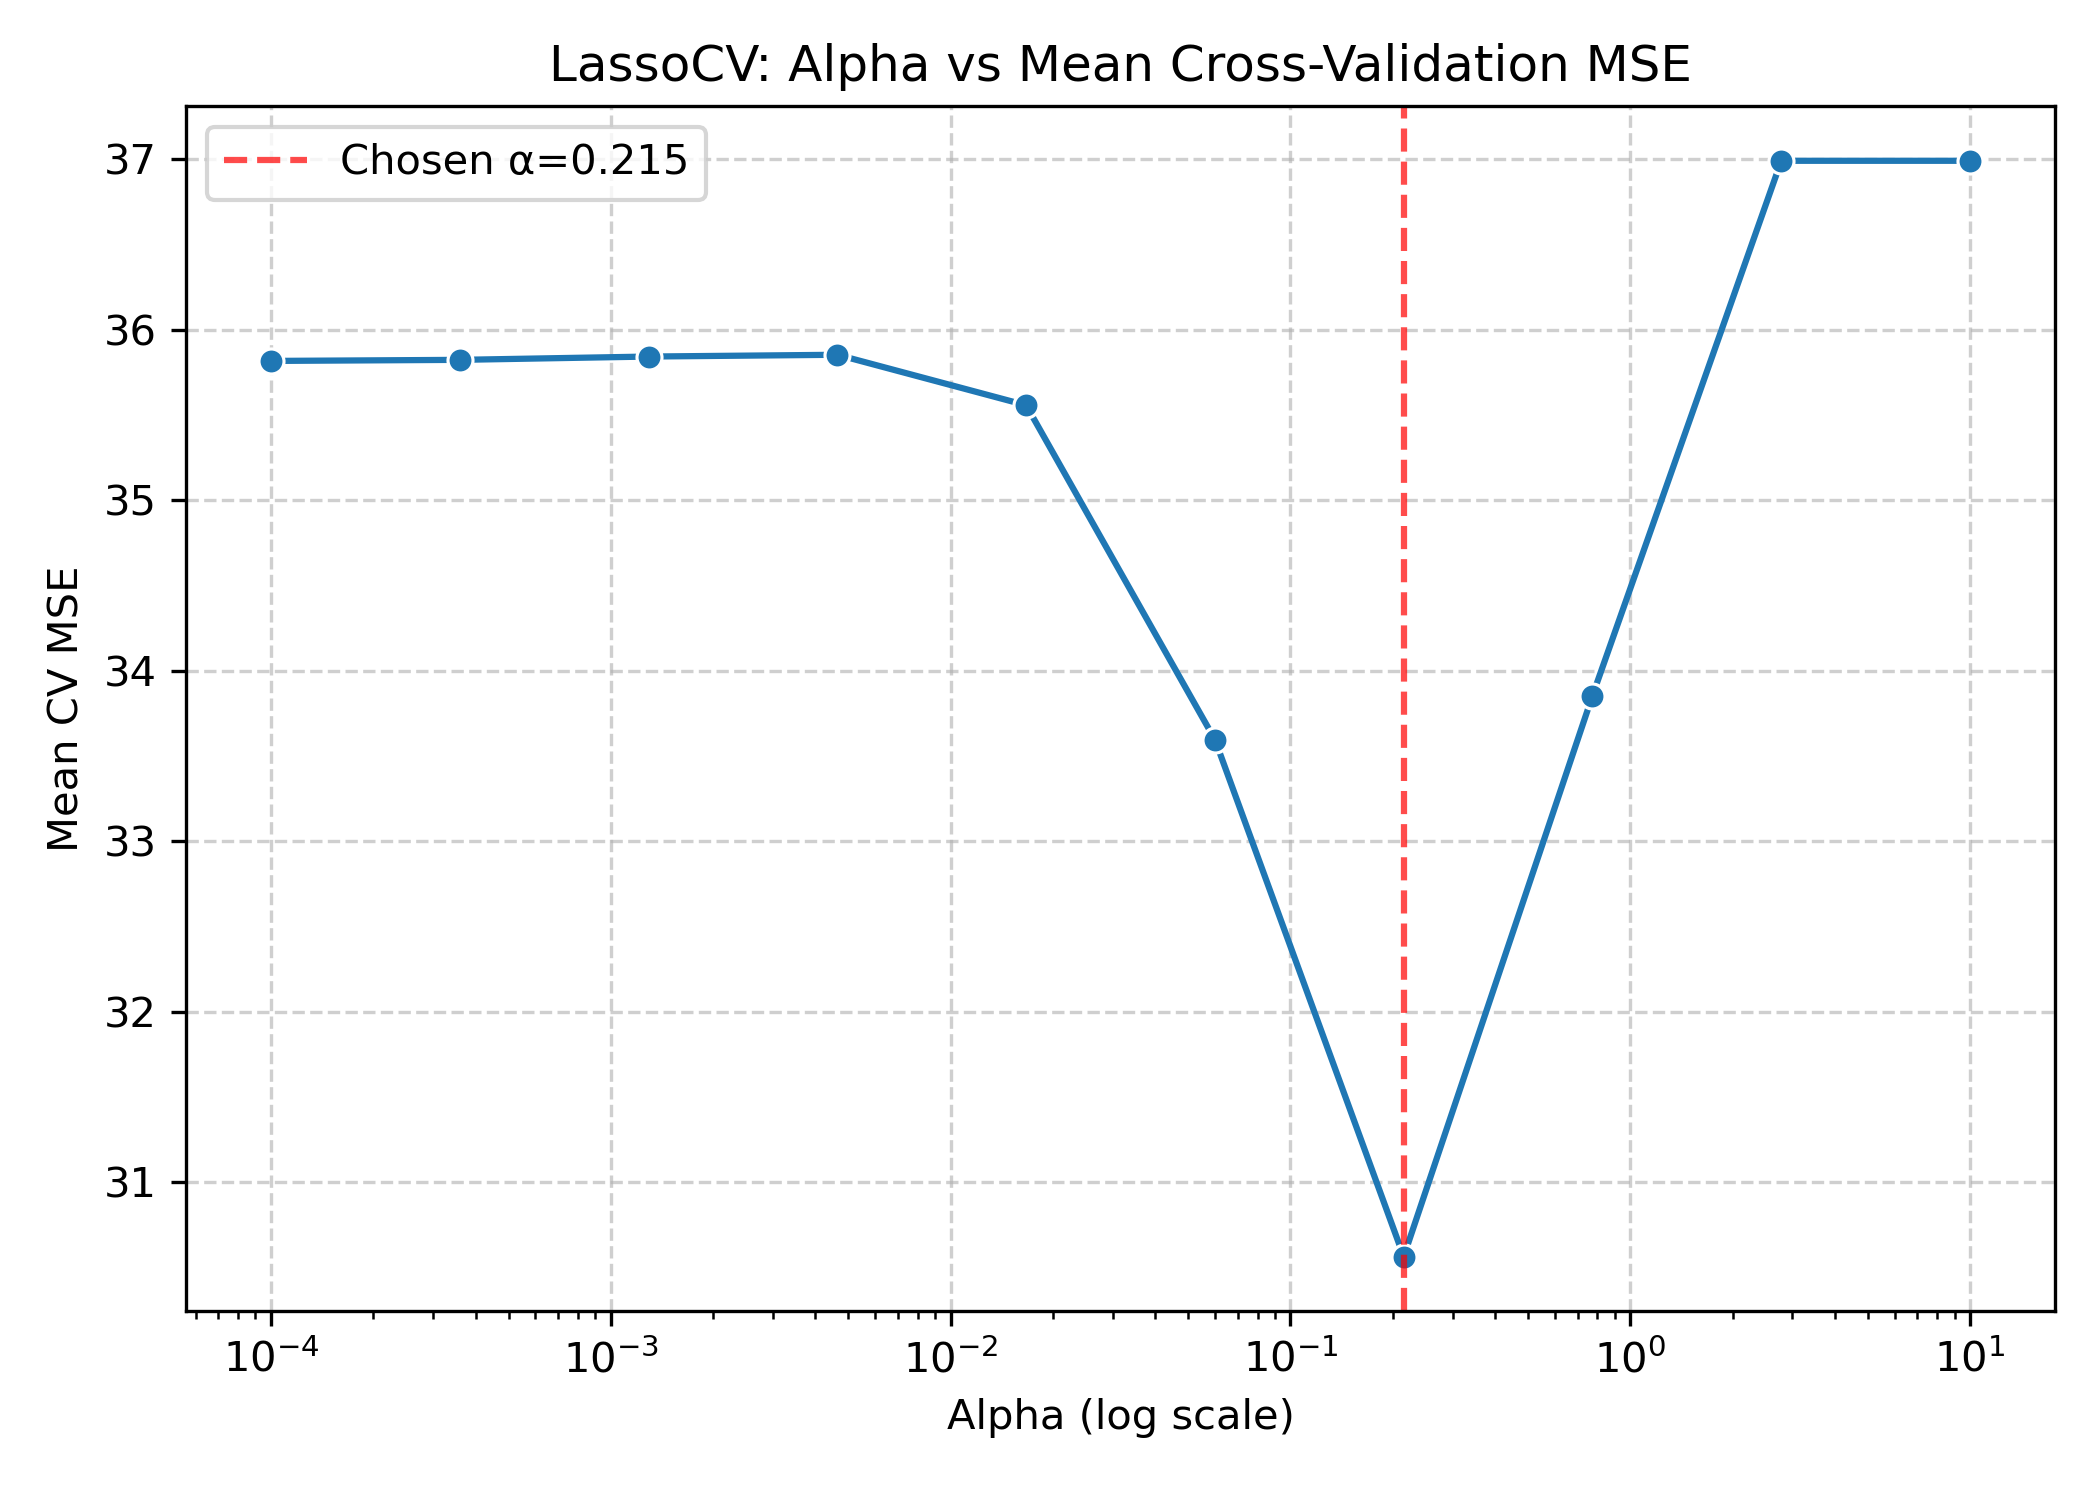 LassoCV: Alpha vs Mean Cross-Validation MSE
Chosen α=0.215
Mean CV MSE
37
36
35
34
33
32
31
10⁻⁴ 10⁻³ 10⁻² 10⁻¹ 10⁰ 10¹
Alpha (log scale)